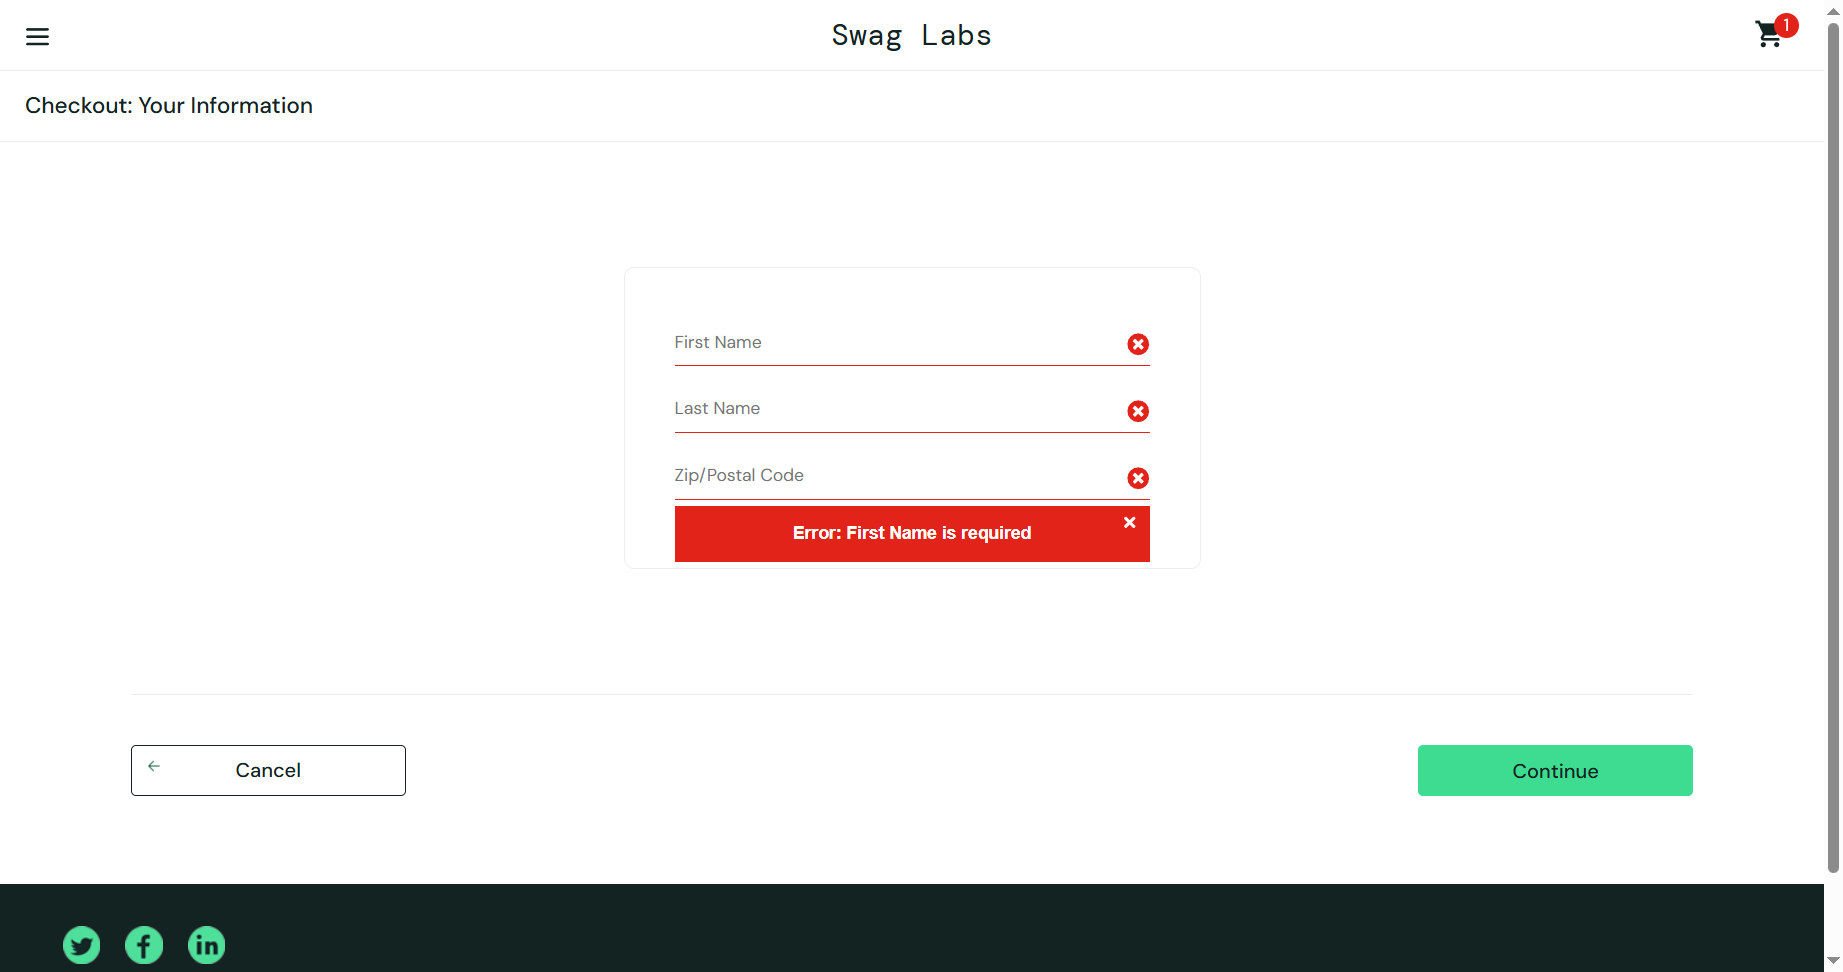 Swag Labs
1
Checkout: Your Information
First Name
Last Name
Zip/Postal Code
Error: First Name is required
Cancel
Continue